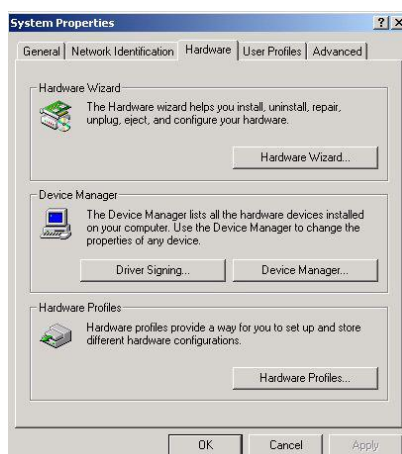 System Properties
General
Network Identification
Hardware
User Profiles
Advanced
Hardware Wizard
The Hardware wizard helps you install, uninstall, repair,
unplug, eject, and configure your hardware.
Hardware Wizard...
Device Manager
The Device Manager lists all the hardware devices installed
on your computer. Use the Device Manager to change the
properties of any device.
Driver Signing...
Device Manager...
Hardware Profiles
Hardware profiles provide a way for you to set up and store
different hardware configurations.
Hardware Profiles...
OK
Cancel
Apply